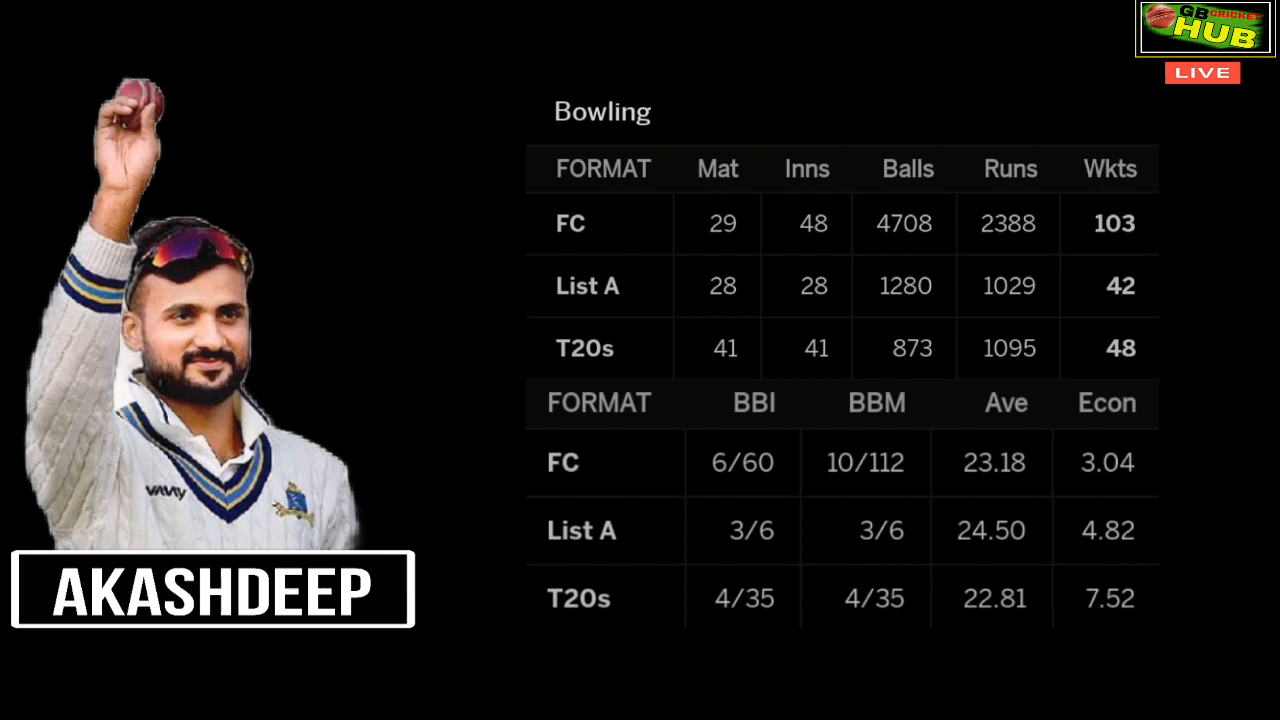 GB CRICKET
HUB
LIVE
Bowling
FORMAT Mat Inns Balls Runs Wkts
FC 29 48 4708 2388 103
List A 28 28 1280 1029 42
T20s 41 41 873 1095 48
FORMAT BBI BBM Ave Econ
FC 6/60 10/112 23.18 3.04
List A 3/6 3/6 24.50 4.82
T20s 4/35 4/35 22.81 7.52
AKASHDEEP